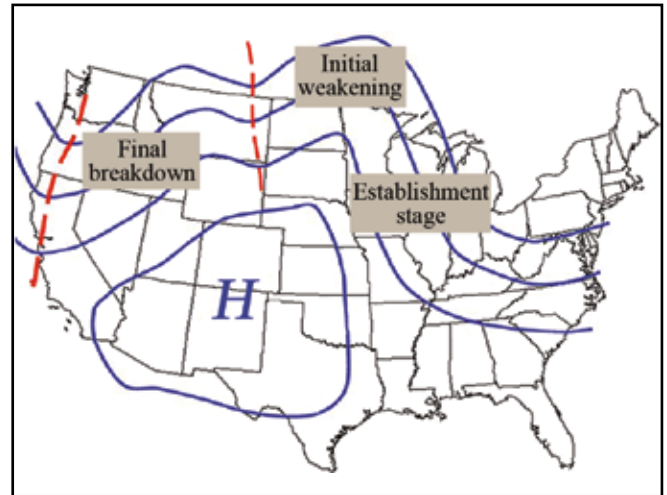 Initial
weakening
Final
breakdown
Establishment
stage
H